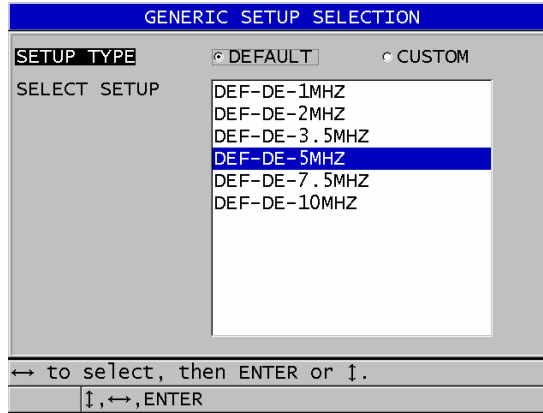 GENERIC SETUP SELECTION
SETUP TYPE DEFAULT CUSTOM
SELECT SETUP
DEF-DE-1MHZ
DEF-DE-2MHZ
DEF-DE-3.5MHZ
DEF-DE-5MHZ
DEF-DE-7.5MHZ
DEF-DE-10MHZ
↔ to select, then ENTER or ↕.
↕,↔,ENTER